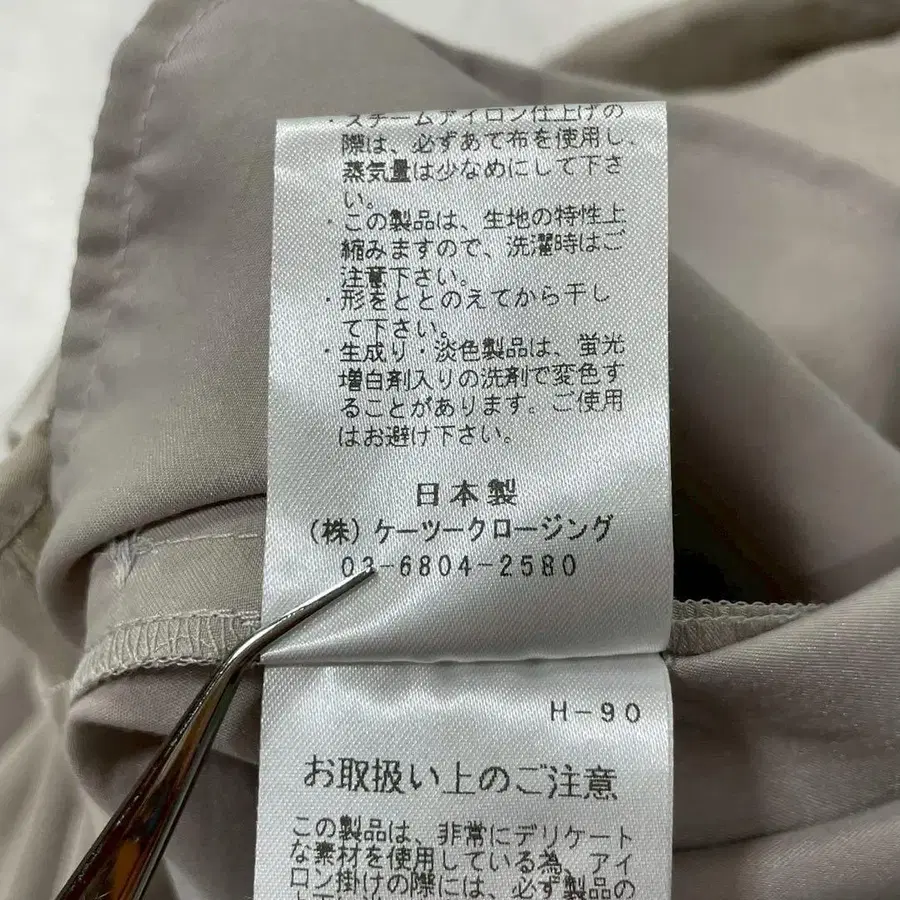 ・スチームアイロン仕上げの
際は、必ずあて布を使用し、
蒸気量は少なめにして下さ
い。
・この製品は、生地の特性上
縮みますので、洗濯時はご
注意下さい。
・形をととのえてから干し
て下さい。
・生成り・淡色製品は、蛍光
増白剤入りの洗剤で変色す
ることがあります。ご使用
はお避け下さい。
日本製
(株)ケーツークロージング
03-6804-2580
H-90
お取扱い上のご注意
この製品は、非常にデリケート
な素材を使用している為、アイ
ロン掛けの際には、必ず製品の